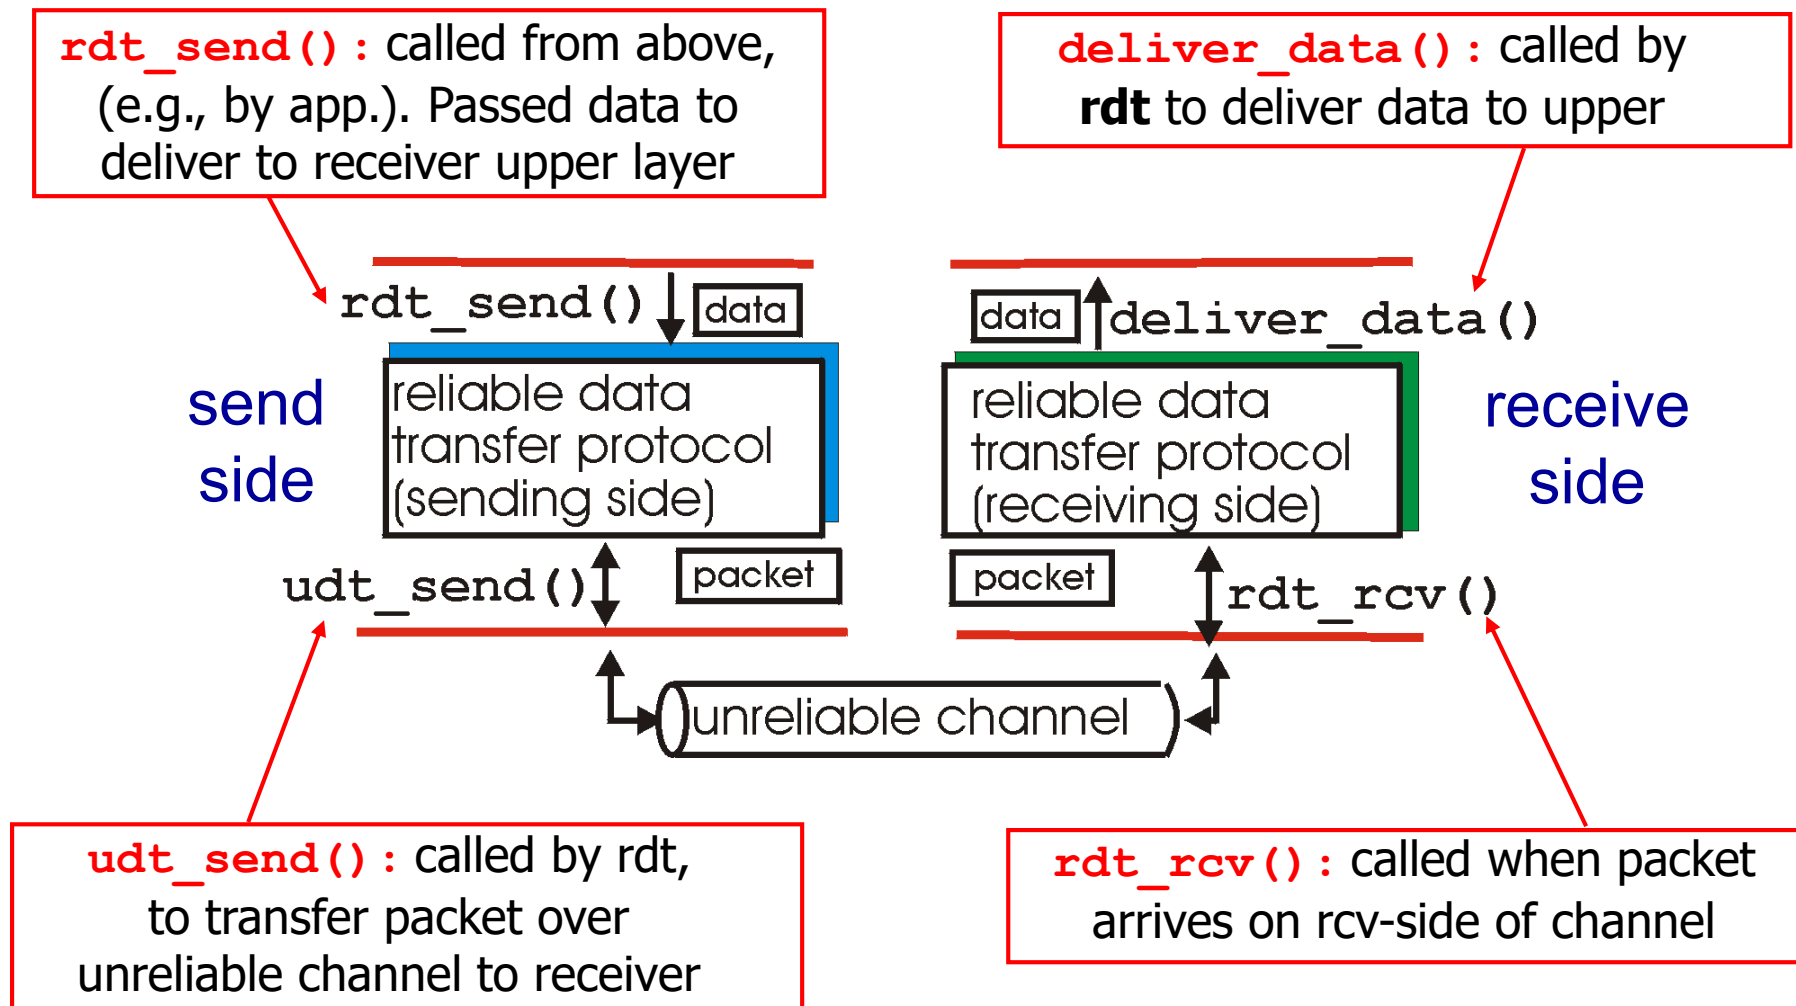 rdt_send(): called from above,
(e.g., by app.). Passed data to
deliver to receiver upper layer
deliver_data(): called by
rdt to deliver data to upper
rdt_send()
data
data
deliver_data()
send
side
reliable data
transfer protocol
(sending side)
reliable data
transfer protocol
(receiving side)
receive
side
udt_send()
packet
packet
rdt_rcv()
unreliable channel
udt_send(): called by rdt,
to transfer packet over
unreliable channel to receiver
rdt_rcv(): called when packet
arrives on rcv-side of channel